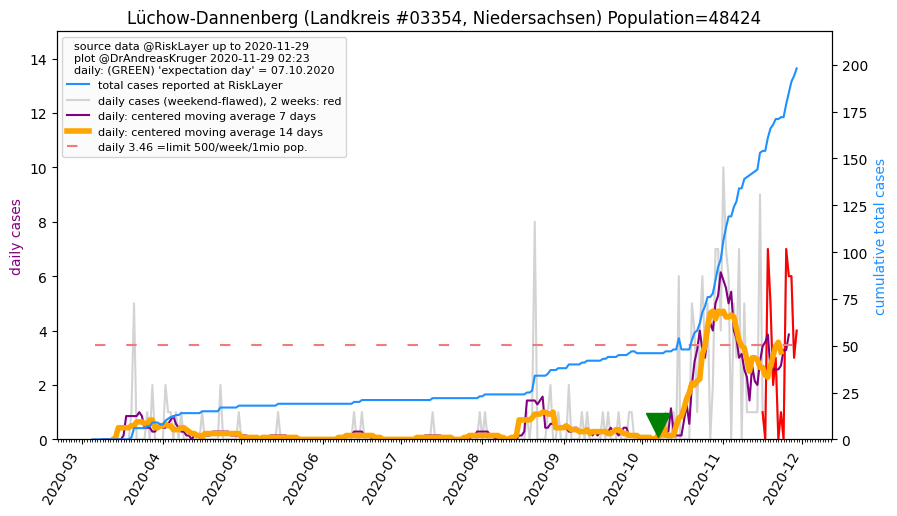 Lüchow-Dannenberg (Landkreis #03354, Niedersachsen) Population=48424
source data @RiskLayer up to 2020-11-29
plot @DrAndreasKruger 2020-11-29 02:23
daily: (GREEN) 'expectation day' = 07.10.2020
total cases reported at RiskLayer
daily cases (weekend-flawed), 2 weeks: red
daily: centered moving average 7 days
daily: centered moving average 14 days
daily 3.46 =limit 500/week/1mio pop.
daily cases
14
12
10
8
6
4
2
0
200
175
150
125
100
75
50
25
0
cumulative total cases
2020-03
2020-04
2020-05
2020-06
2020-07
2020-08
2020-09
2020-10
2020-11
2020-12